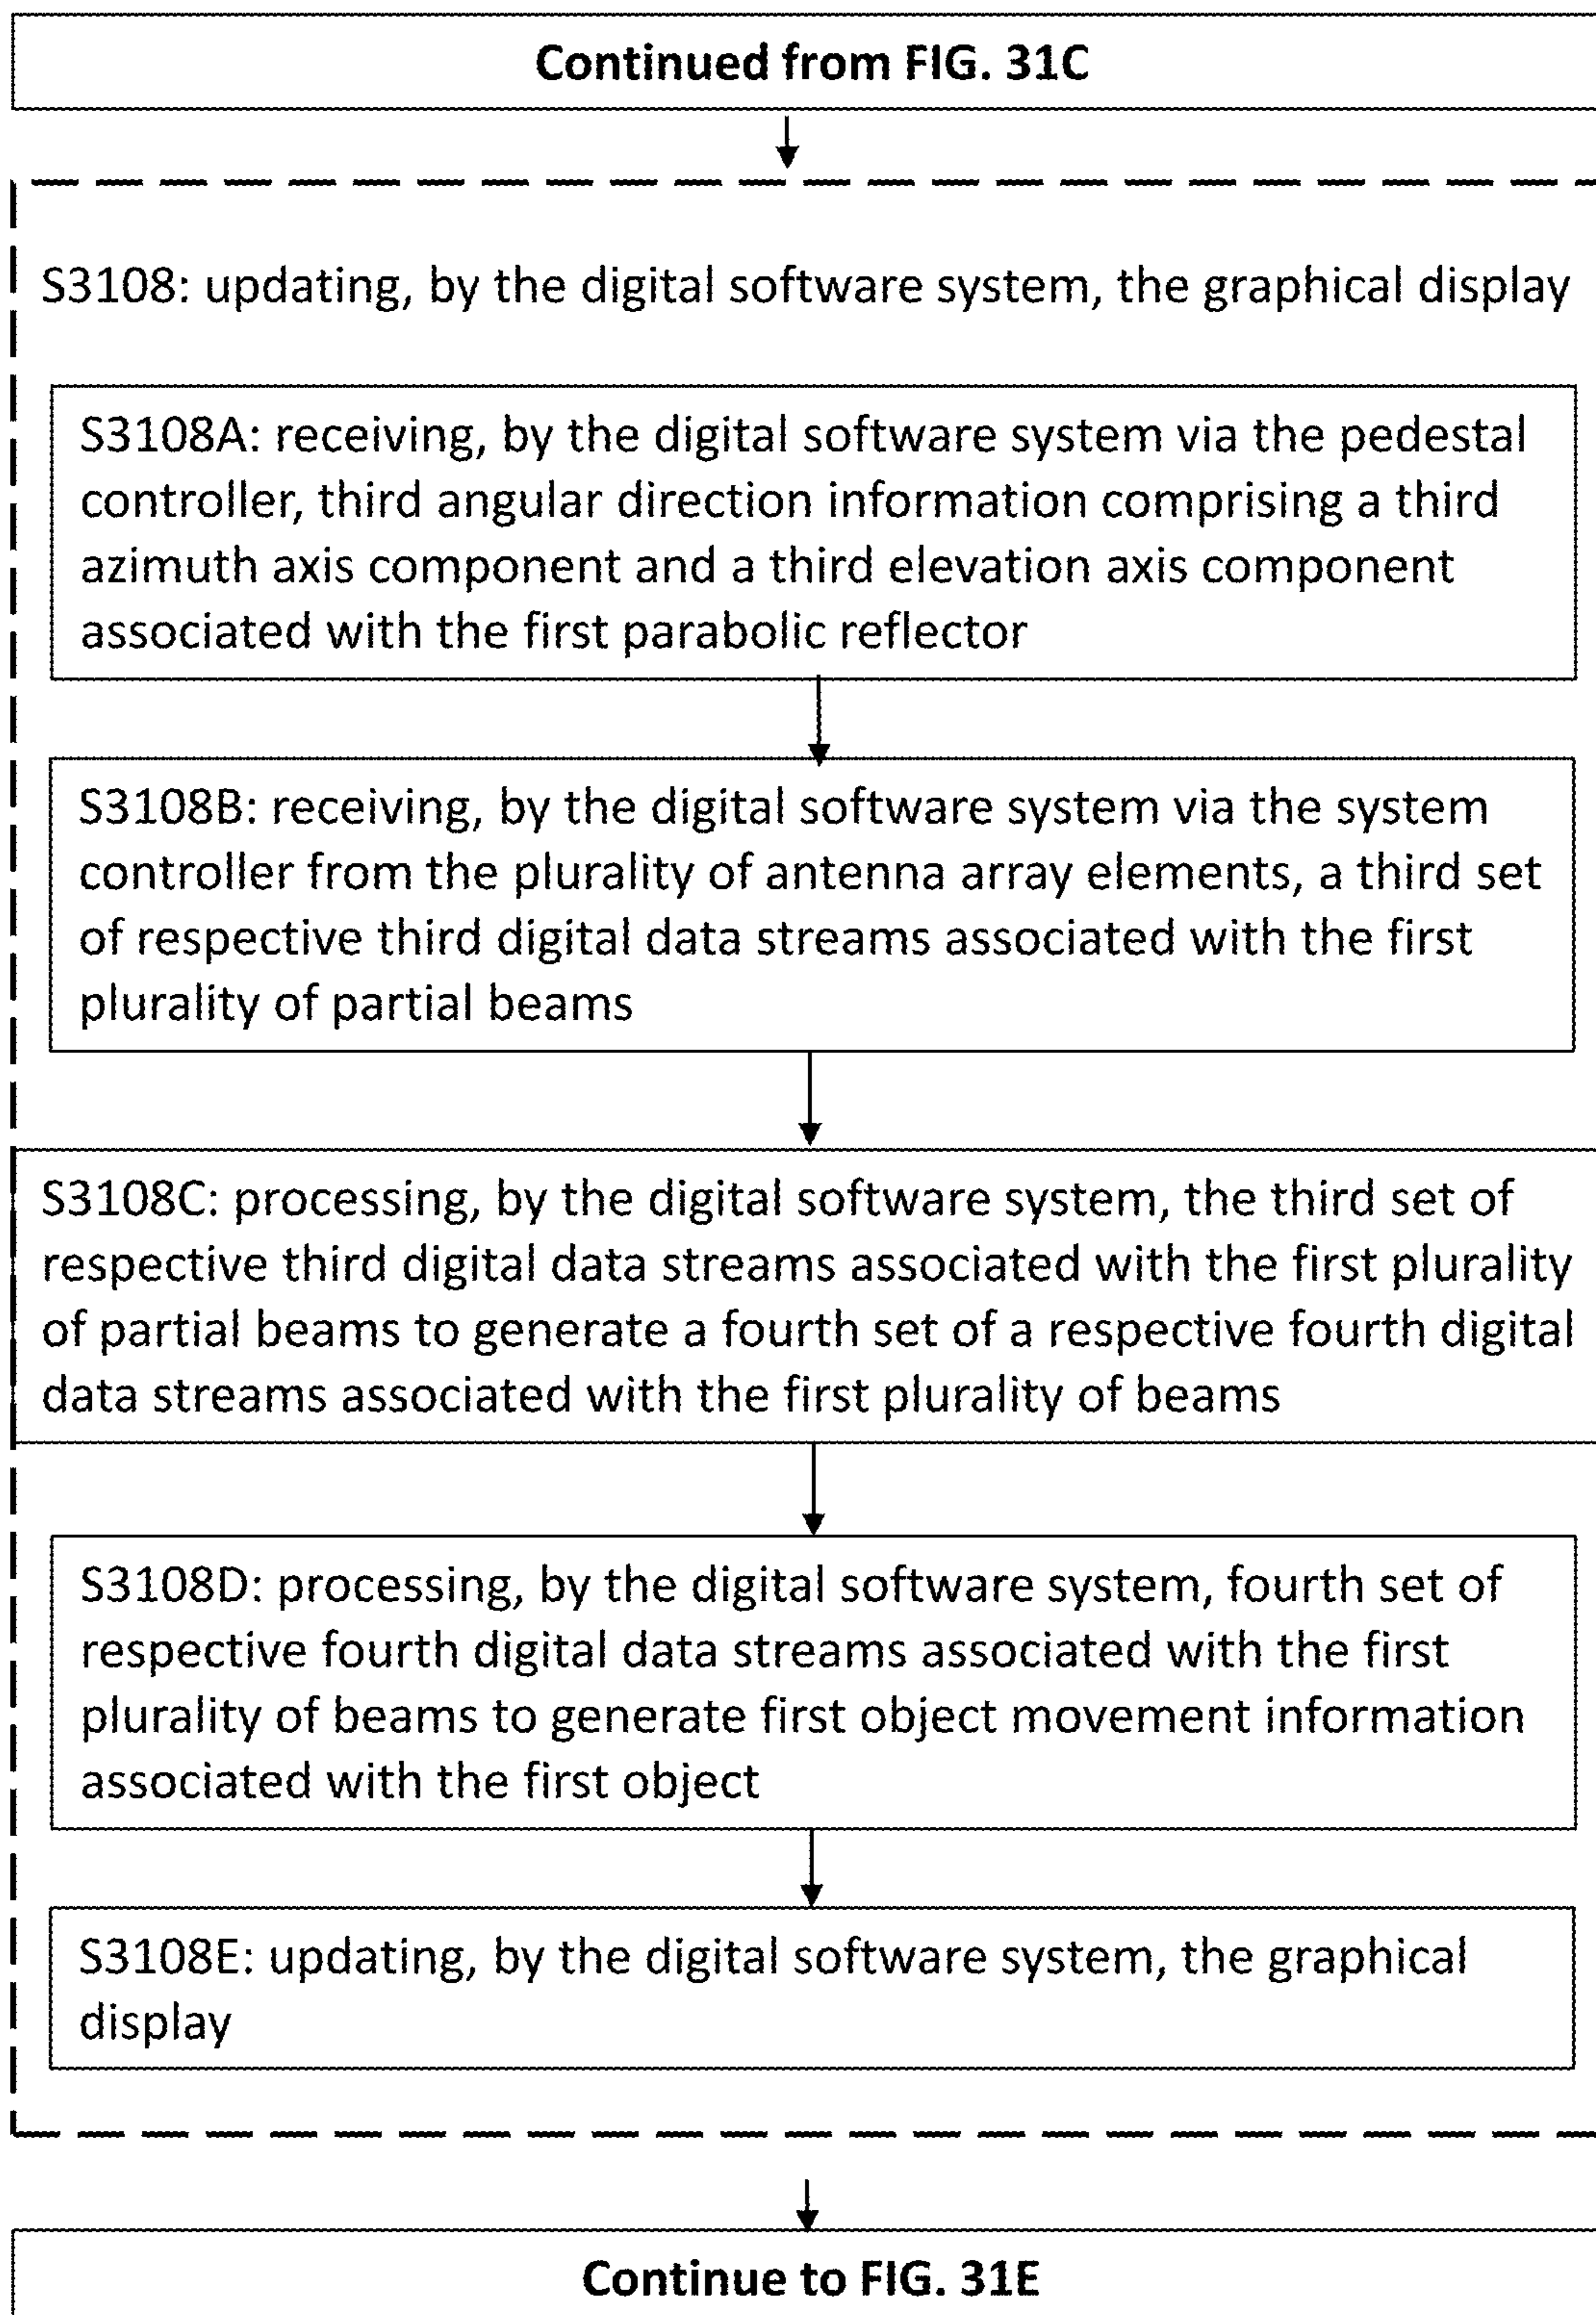 Continued from FIG. 31C
S3108: updating, by the digital software system, the graphical display
S3108A: receiving, by the digital software system via the pedestal
controller, third angular direction information comprising a third
azimuth axis component and a third elevation axis component
associated with the first parabolic reflector
S3108B: receiving, by the digital software system via the system
controller from the plurality of antenna array elements, a third set
of respective third digital data streams associated with the first
plurality of partial beams
S3108C: processing, by the digital software system, the third set of
respective third digital data streams associated with the first plurality
of partial beams to generate a fourth set of a respective fourth digital
data streams associated with the first plurality of beams
S3108D: processing, by the digital software system, fourth set of
respective fourth digital data streams associated with the first
plurality of beams to generate first object movement information
associated with the first object
S3108E: updating, by the digital software system, the graphical
display
Continue to FIG. 31E